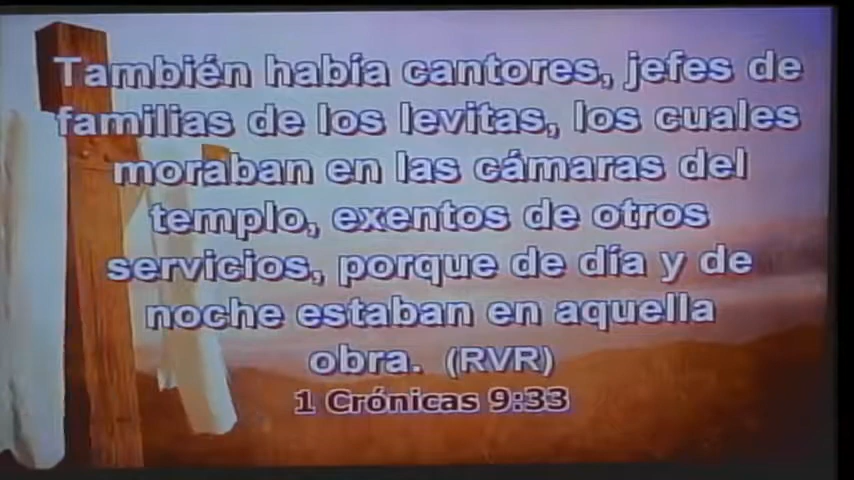 También había cantores, jefes de
familias de los levitas, los cuales
moraban en las cámaras del
templo, exentos de otros
servicios, porque de día y de
noche estaban en aquella
obra. (RVR)
1 Crónicas 9:33